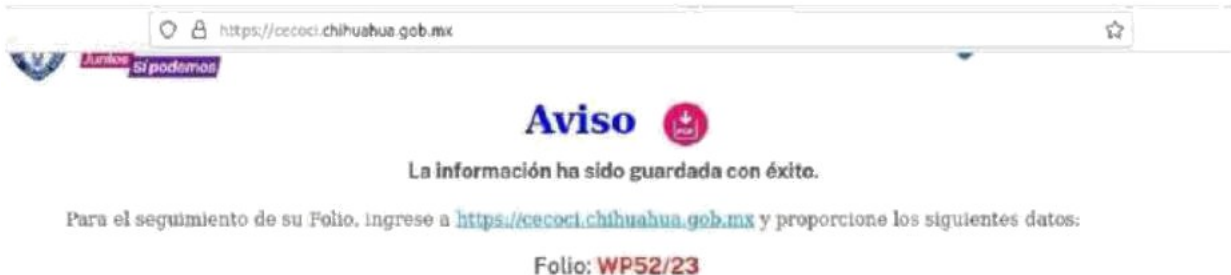 https://cecoci.chihuahua.gob.mx
Juntos
Sí podemos
Aviso
PDF
La información ha sido guardada con éxito.
Para el seguimiento de su Folio, ingrese a https://cecoci.chihuahua.gob.mx y proporcione los siguientes datos:
Folio: WP52/23